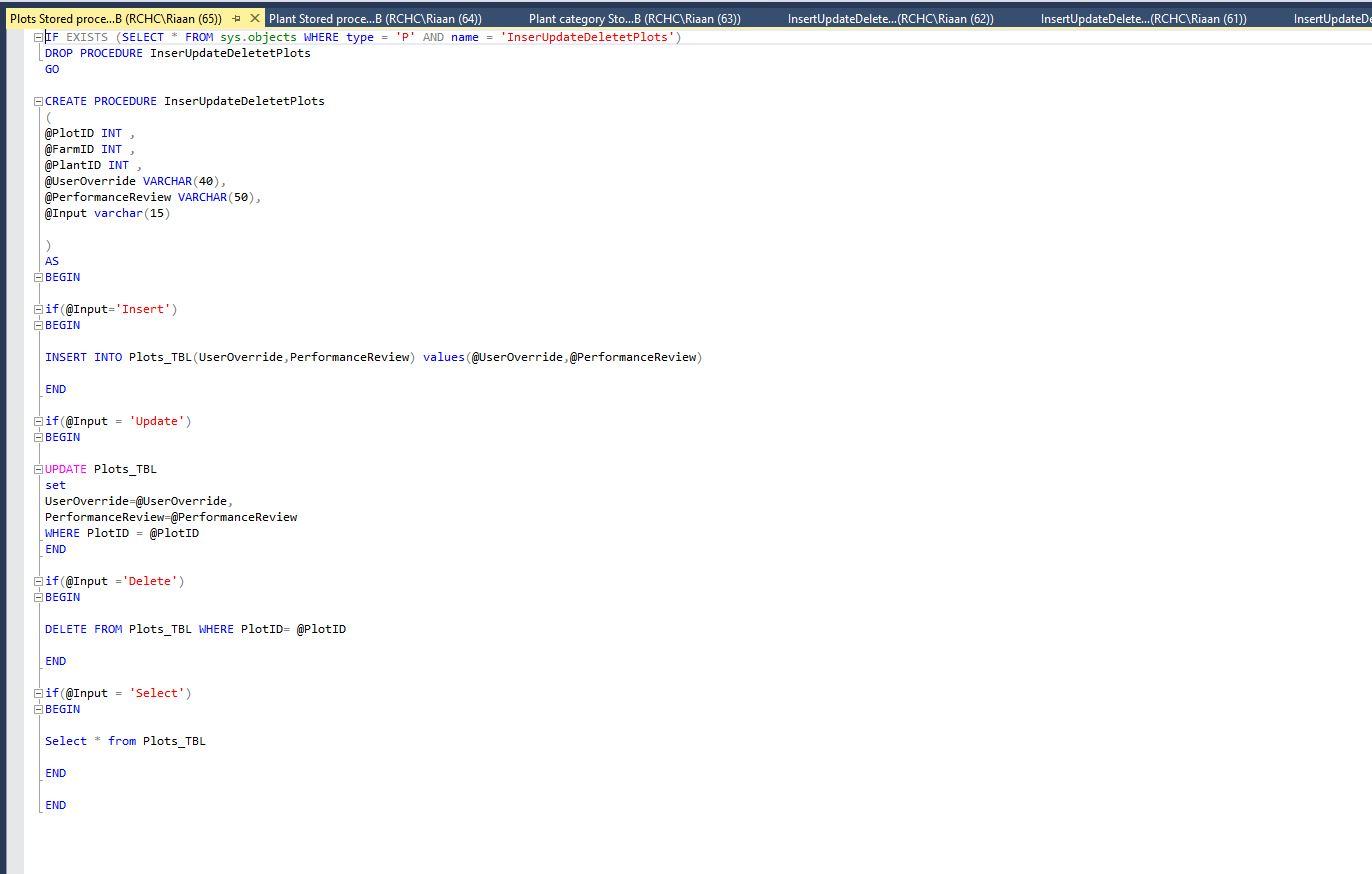 Plots Stored proce...B (RCHC\Riaan (65)) Plant Stored proce...B (RCHC\Riaan (64)) Plant category Sto...B (RCHC\Riaan (63)) InsertUpdateDelete...(RCHC\Riaan (62)) InsertUpdateDelete...(RCHC\Riaan (61)) InsertUpdateDe
IF EXISTS (SELECT * FROM sys.objects WHERE type = 'P' AND name = 'InserUpdateDeletetPlots')
DROP PROCEDURE InserUpdateDeletetPlots
GO
CREATE PROCEDURE InserUpdateDeletetPlots
(
@PlotID INT ,
@FarmID INT ,
@PlantID INT ,
@UserOverride VARCHAR(40),
@PerformanceReview VARCHAR(50),
@Input varchar(15)
)
AS
BEGIN
if(@Input='Insert')
BEGIN
INSERT INTO Plots_TBL(UserOverride,PerformanceReview) values(@UserOverride,@PerformanceReview)
END
if(@Input = 'Update')
BEGIN
UPDATE Plots_TBL
set
UserOverride=@UserOverride,
PerformanceReview=@PerformanceReview
WHERE PlotID = @PlotID
END
if(@Input ='Delete')
BEGIN
DELETE FROM Plots_TBL WHERE PlotID= @PlotID
END
if(@Input = 'Select')
BEGIN
Select * from Plots_TBL
END
END